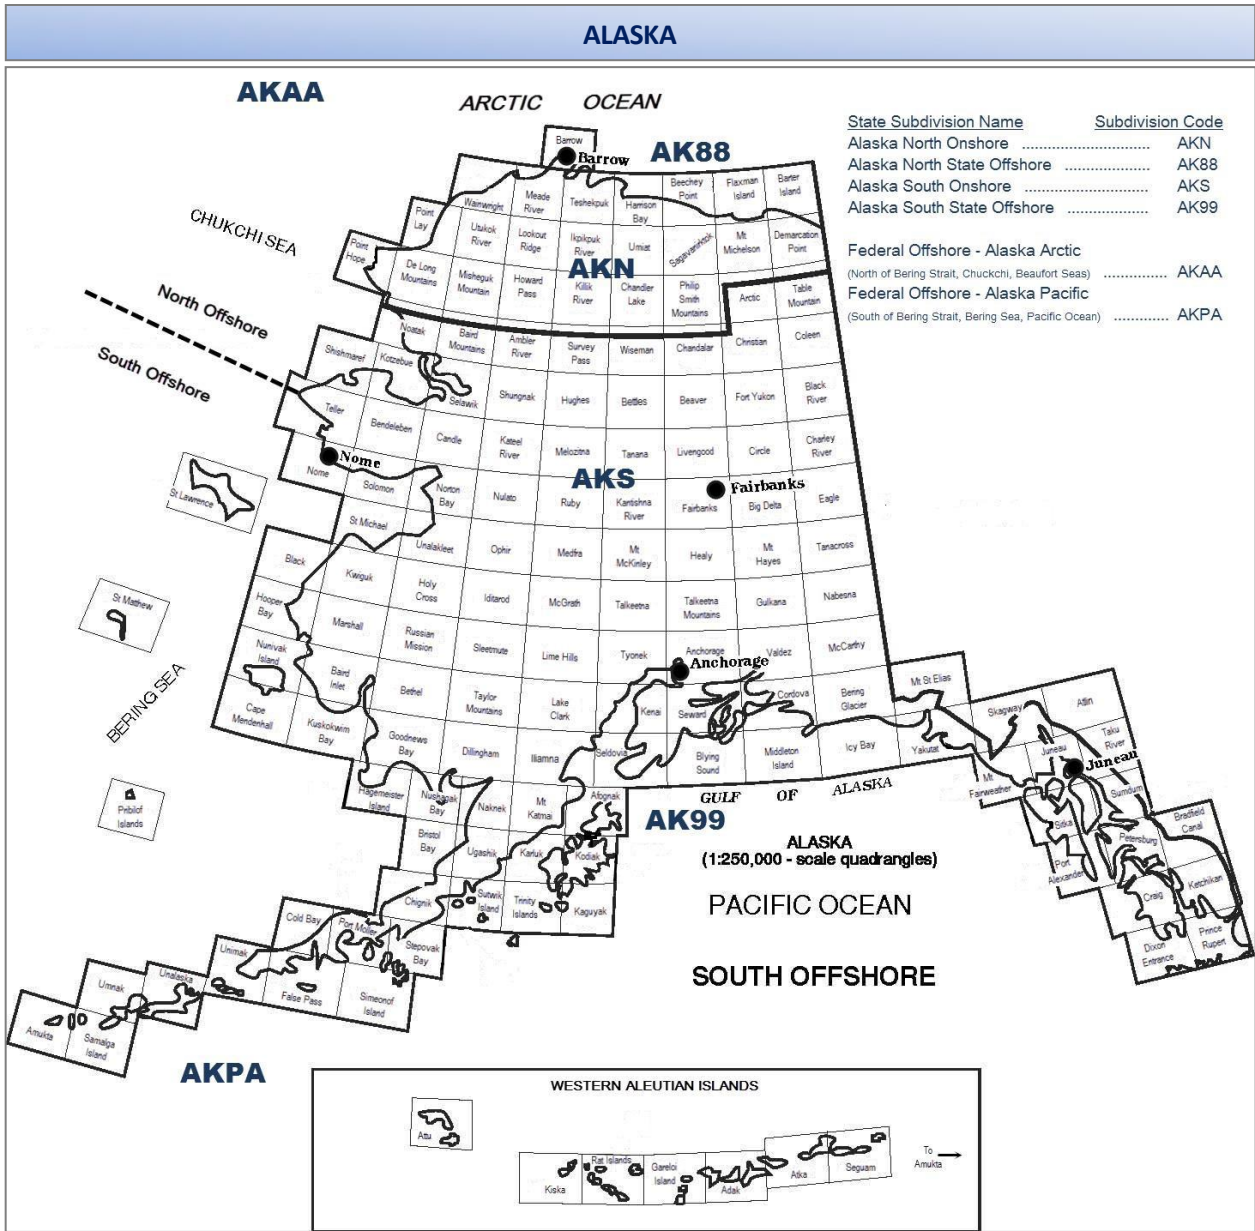 ALASKA
AKAA
ARCTIC OCEAN
AK88
State Subdivision Name Subdivision Code
Alaska North Onshore .............................. AKN
Alaska North State Offshore .................... AK88
Alaska South Onshore ............................. AKS
Alaska South State Offshore ................... AK99
Federal Offshore - Alaska Arctic
(North of Bering Strait, Chuckchi, Beaufort Seas) ............... AKAA
Federal Offshore - Alaska Pacific
(South of Bering Strait, Bering Sea, Pacific Ocean) ............. AKPA
CHUKCHI SEA
North Offshore
South Offshore
BERING SEA
Barrow
Barrow
Wainwright
Meade
River
Teshekpuk
Harrison
Bay
Beechey
Point
Flaxman
Island
Barter
Island
Point
Lay
Utukok
River
Lookout
Ridge
Ikpikpuk
River
Umiat
Sagavanirktok
Mt
Michelson
Demarcation
Point
Point
Hope
De Long
Mountains
Misheguk
Mountain
Howard
Pass
AKN
Killik
River
Chandler
Lake
Philip
Smith
Mountains
Arctic
Table
Mountain
Noatak
Baird
Mountains
Ambler
River
Survey
Pass
Wiseman
Chandalar
Christian
Coleen
Shishmaref
Kotzebue
Selawik
Shungnak
Hughes
Bettles
Beaver
Fort Yukon
Black
River
Teller
Bendeleben
Candle
Kateel
River
Melozitna
Tanana
Livengood
Circle
Charley
River
Nome
Nome
Solomon
Norton
Bay
Nulato
AKS
Ruby
Kantishna
River
Fairbanks
Fairbanks
Big Delta
Eagle
St Lawrence
St Michael
Unalakleet
Ophir
Medfra
Mt
McKinley
Healy
Mt
Hayes
Tanacross
Black
Kwiguk
Holy
Cross
Iditarod
McGrath
Talkeetna
Talkeetna
Mountains
Gulkana
Nabesna
St Matthew
Hooper
Bay
Marshall
Russian
Mission
Sleetmute
Lime Hills
Tyonek
Anchorage
Anchorage
Valdez
McCarthy
Nunivak
Island
Baird
Inlet
Bethel
Taylor
Mountains
Lake
Clark
Kenai
Seward
Cordova
Bering
Glacier
Mt St Elias
Cape
Mendenhall
Kuskokwim
Bay
Goodnews
Bay
Dillingham
Iliamna
Seldovia
Blying
Sound
Middleton
Island
Icy Bay
Yakutat
Skagway
Atlin
Mt
Fairweather
Juneau
Juneau
Taku
River
Pribilof
Islands
Hagemeister
Island
Nushagak
Bay
Naknek
Mt
Katmai
Afognak
GULF OF ALASKA
Sumdum
AK99
Bristol
Bay
Ugashik
Karluk
Kodiak
Sitka
Petersburg
Bradfield
Canal
ALASKA
(1:250,000 - scale quadrangles)
Chignik
Sutwik
Island
Trinity
Islands
Kaguyak
Port
Alexander
Craig
Ketchikan
PACIFIC OCEAN
Cold Bay
Port Moller
Stepovak
Bay
Dixon
Entrance
Prince
Rupert
SOUTH OFFSHORE
Umnak
Unalaska
Unimak
False Pass
Simeonof
Island
Amukta
Samalga
Island
AKPA
WESTERN ALEUTIAN ISLANDS
Attu
Kiska
Rat Islands
Gareloi
Island
Adak
Atka
Seguam
To
Amukta